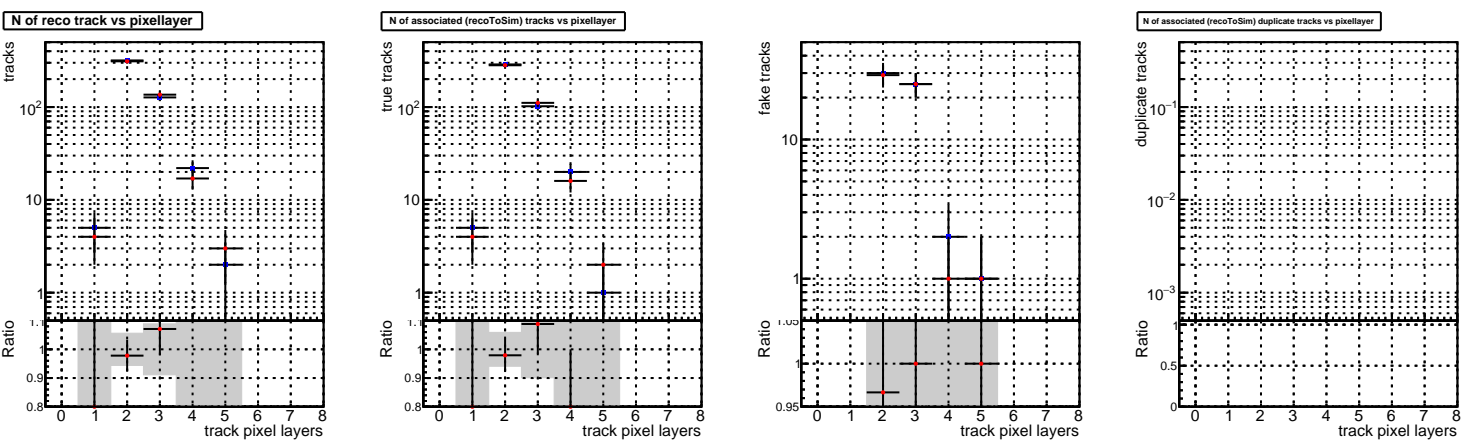 N of reco track vs pixellayer
tracks
10²
10
1
Ratio
1.1
1
0.9
0.8
0 1 2 3 4 5 6 7 8
track pixel layers
N of associated (recoToSim) tracks vs pixellayer
true tracks
10²
10
1
Ratio
1.1
1
0.9
0.8
0 1 2 3 4 5 6 7 8
track pixel layers
fake tracks
10
1
Ratio
1.05
1
0.95
0 1 2 3 4 5 6 7 8
track pixel layers
N of associated (recoToSim) duplicate tracks vs pixellayer
duplicate tracks
10⁻¹
10⁻²
10⁻³
Ratio
1
0.5
0
0 1 2 3 4 5 6 7 8
track pixel layers